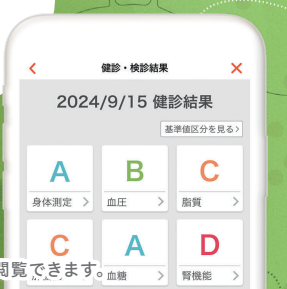 健診・検診結果
2024/9/15 健診結果
基準値区分を見る>
A B C
身体測定 > 血圧 > 脂質 >
C A D
閲覧できます。 血糖 > 腎機能 >